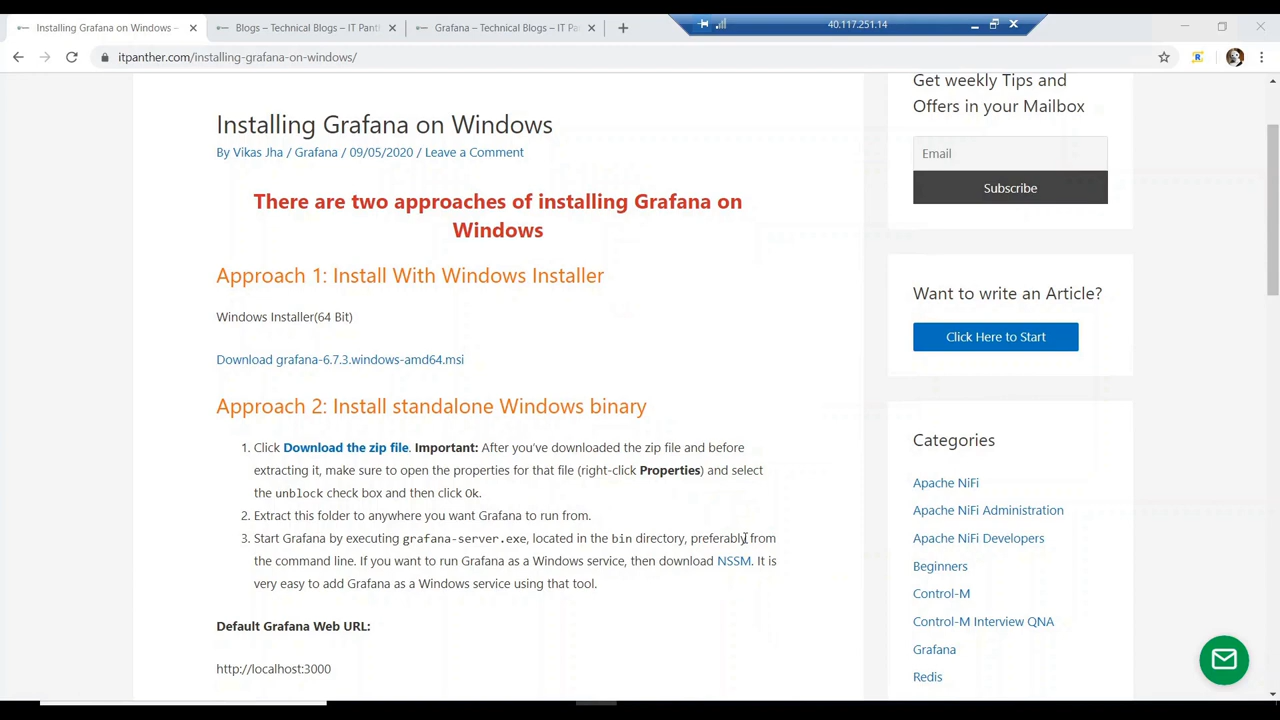 Installing Grafana on Windows –
Blogs – Technical Blogs – IT Panth
Grafana – Technical Blogs – IT Pan
40.117.251.14
itpanther.com/installing-grafana-on-windows/
Installing Grafana on Windows
By Vikas Jha / Grafana / 09/05/2020 / Leave a Comment
There are two approaches of installing Grafana on
Windows
Approach 1: Install With Windows Installer
Windows Installer(64 Bit)
Download grafana-6.7.3.windows-amd64.msi
Approach 2: Install standalone Windows binary
1. Click Download the zip file. Important: After you've downloaded the zip file and before
extracting it, make sure to open the properties for that file (right-click Properties) and select
the unblock check box and then click Ok.
2. Extract this folder to anywhere you want Grafana to run from.
3. Start Grafana by executing grafana-server.exe, located in the bin directory, preferably from
the command line. If you want to run Grafana as a Windows service, then download NSSM. It is
very easy to add Grafana as a Windows service using that tool.
Default Grafana Web URL:
http://localhost:3000
Get weekly Tips and
Offers in your Mailbox
Email
Subscribe
Want to write an Article?
Click Here to Start
Categories
Apache NiFi
Apache NiFi Administration
Apache NiFi Developers
Beginners
Control-M
Control-M Interview QNA
Grafana
Redis